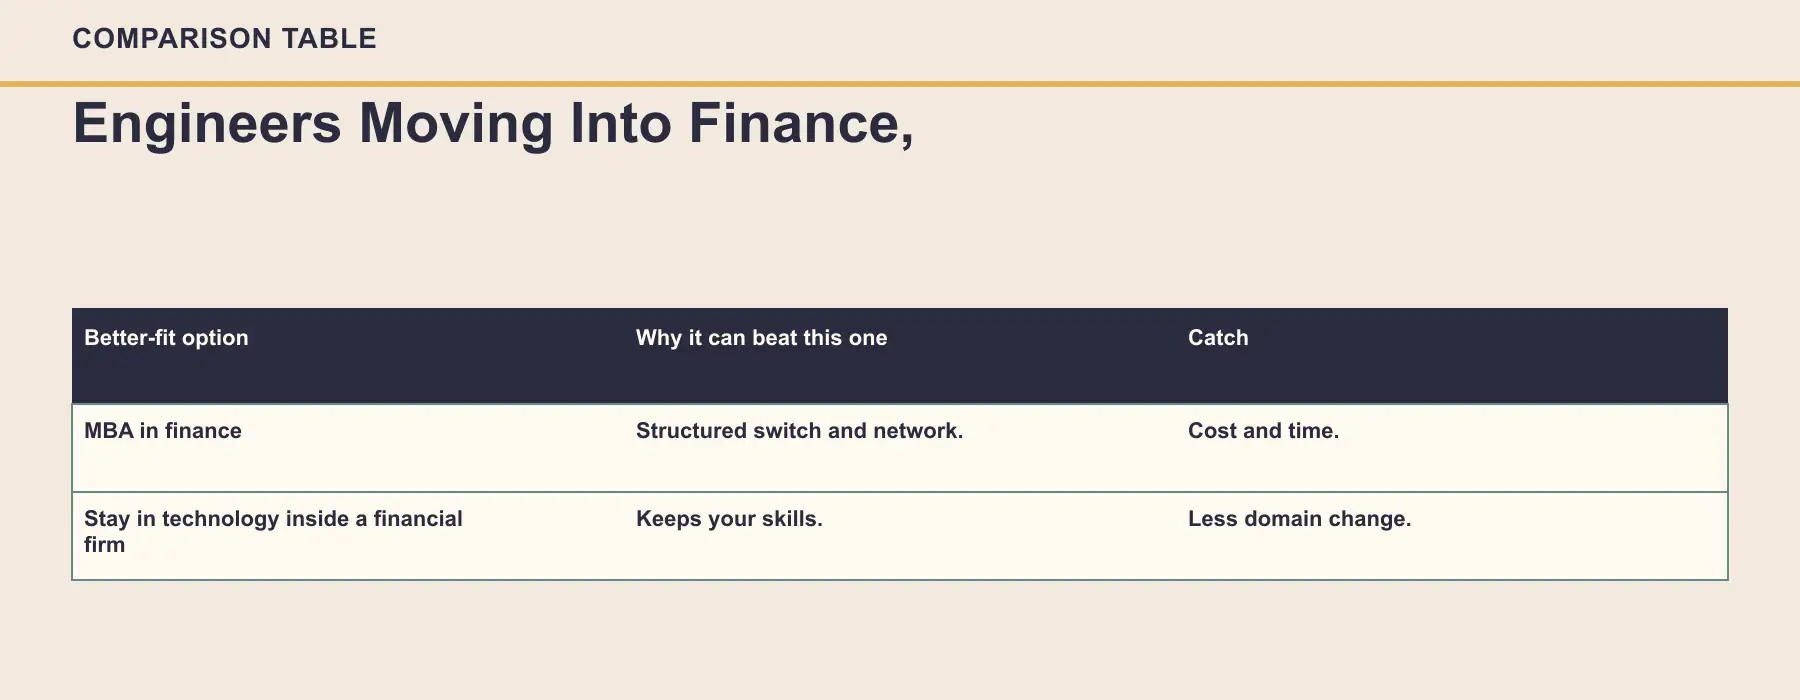 COMPARISON TABLE
Engineers Moving Into Finance,
Better-fit option
Why it can beat this one
Catch
MBA in finance
Structured switch and network.
Cost and time.
Stay in technology inside a financial
firm
Keeps your skills.
Less domain change.